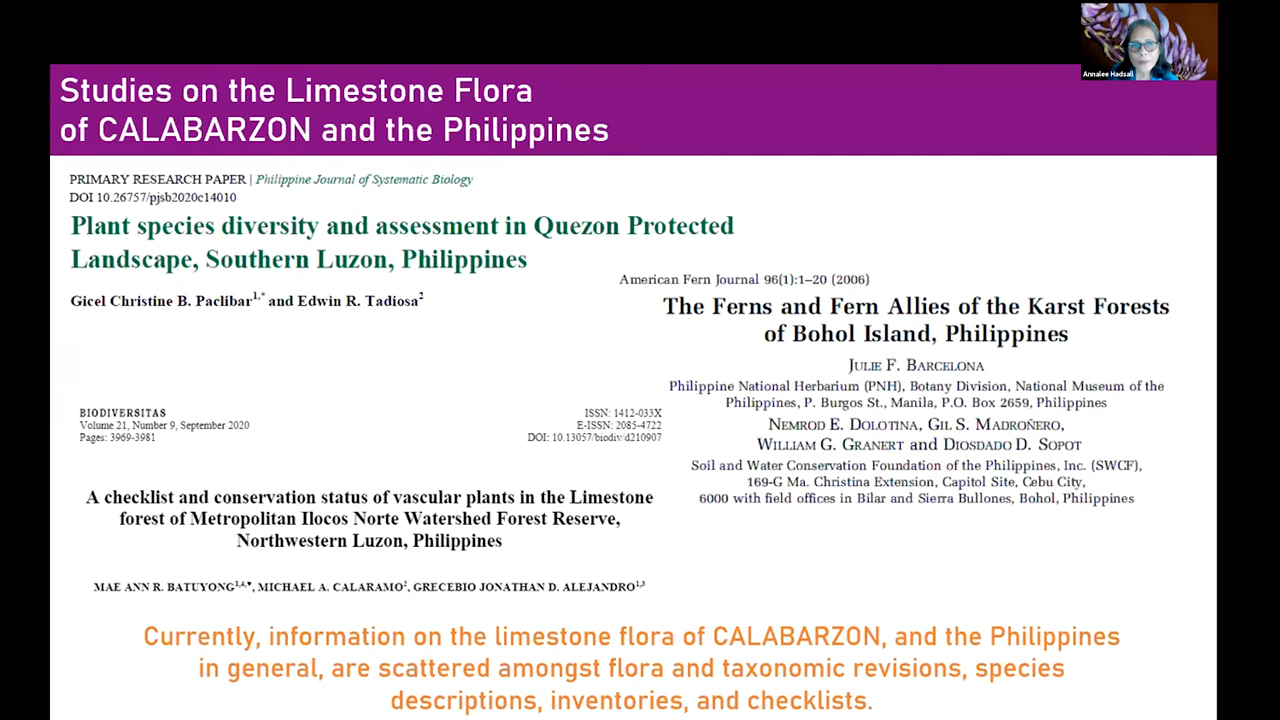 Annalee Hadsall
Studies on the Limestone Flora
of CALABARZON and the Philippines
PRIMARY RESEARCH PAPER | Philippine Journal of Systematic Biology
DOI 10.26757/pjsb2020c14010
Plant species diversity and assessment in Quezon Protected
Landscape, Southern Luzon, Philippines
Gicel Christine B. Paclibar1,* and Edwin R. Tadiosa2
American Fern Journal 96(1):1–20 (2006)
The Ferns and Fern Allies of the Karst Forests
of Bohol Island, Philippines
JULIE F. BARCELONA
Philippine National Herbarium (PNH), Botany Division, National Museum of the
Philippines, P. Burgos St., Manila, P.O. Box 2659, Philippines
NEMROD E. DOLOTINA, GIL S. MADROÑERO,
WILLIAM G. GRANERT and DIOSDADO D. SOPOT
Soil and Water Conservation Foundation of the Philippines, Inc. (SWCF),
169-G Ma. Christina Extension, Capitol Site, Cebu City,
6000 with field offices in Bilar and Sierra Bullones, Bohol, Philippines
BIODIVERSITAS
Volume 21, Number 9, September 2020
Pages: 3969-3981
ISSN: 1412-033X
E-ISSN: 2085-4722
DOI: 10.13057/biodiv/d210907
A checklist and conservation status of vascular plants in the Limestone
forest of Metropolitan Ilocos Norte Watershed Forest Reserve,
Northwestern Luzon, Philippines
MAE ANN R. BATUYONG1,4,♥, MICHAEL A. CALARAMO2, GRECEBIO JONATHAN D. ALEJANDRO1,3
Currently, information on the limestone flora of CALABARZON, and the Philippines
in general, are scattered amongst flora and taxonomic revisions, species
descriptions, inventories, and checklists.